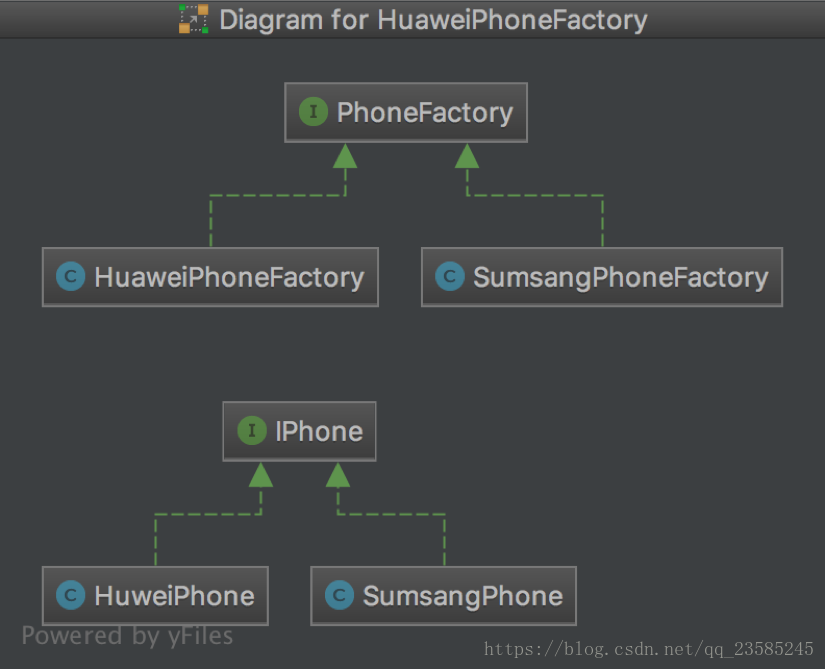 Diagram for HuaweiPhoneFactory
I PhoneFactory
C HuaweiPhoneFactory
C SumsangPhoneFactory
I IPhone
C HuweiPhone
C SumsangPhone
Powered by yFiles
https://blog.csdn.net/qq_23585245